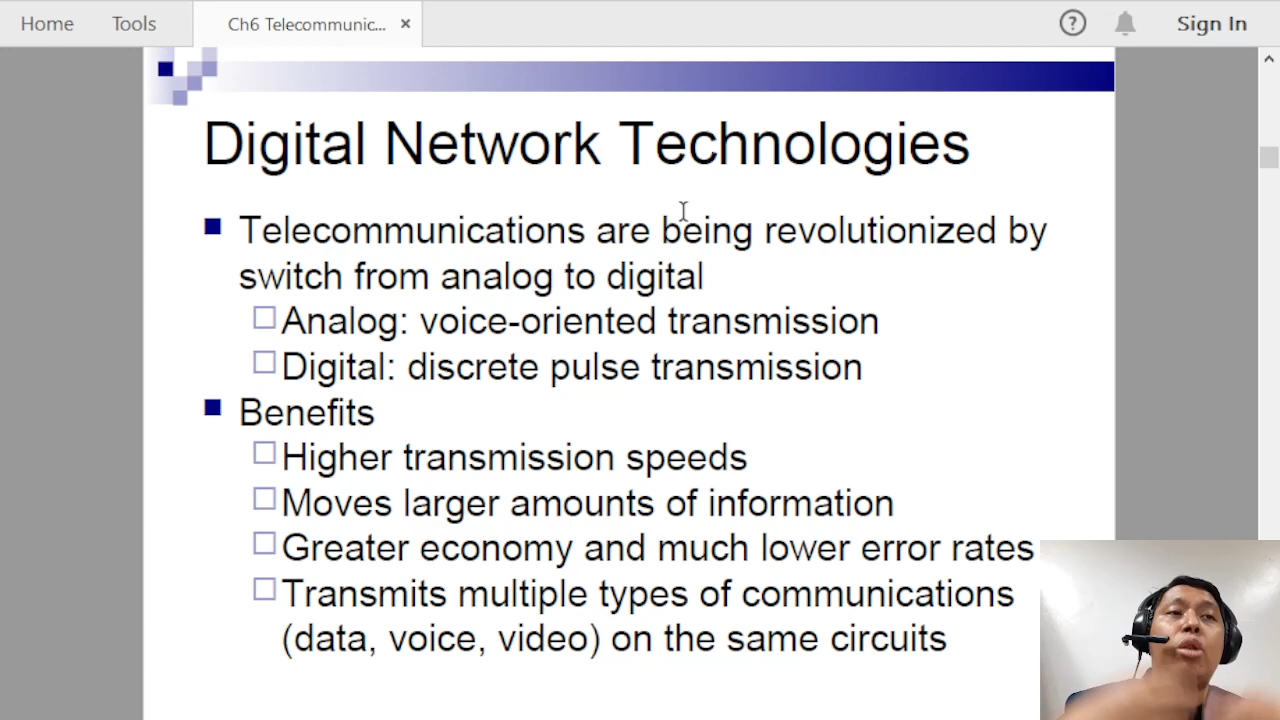 Home Tools Ch6 Telecommunic... × ? Sign In
Digital Network Technologies
Telecommunications are being revolutionized by
switch from analog to digital
Analog: voice-oriented transmission
Digital: discrete pulse transmission
Benefits
Higher transmission speeds
Moves larger amounts of information
Greater economy and much lower error rates
Transmits multiple types of communications
(data, voice, video) on the same circuits